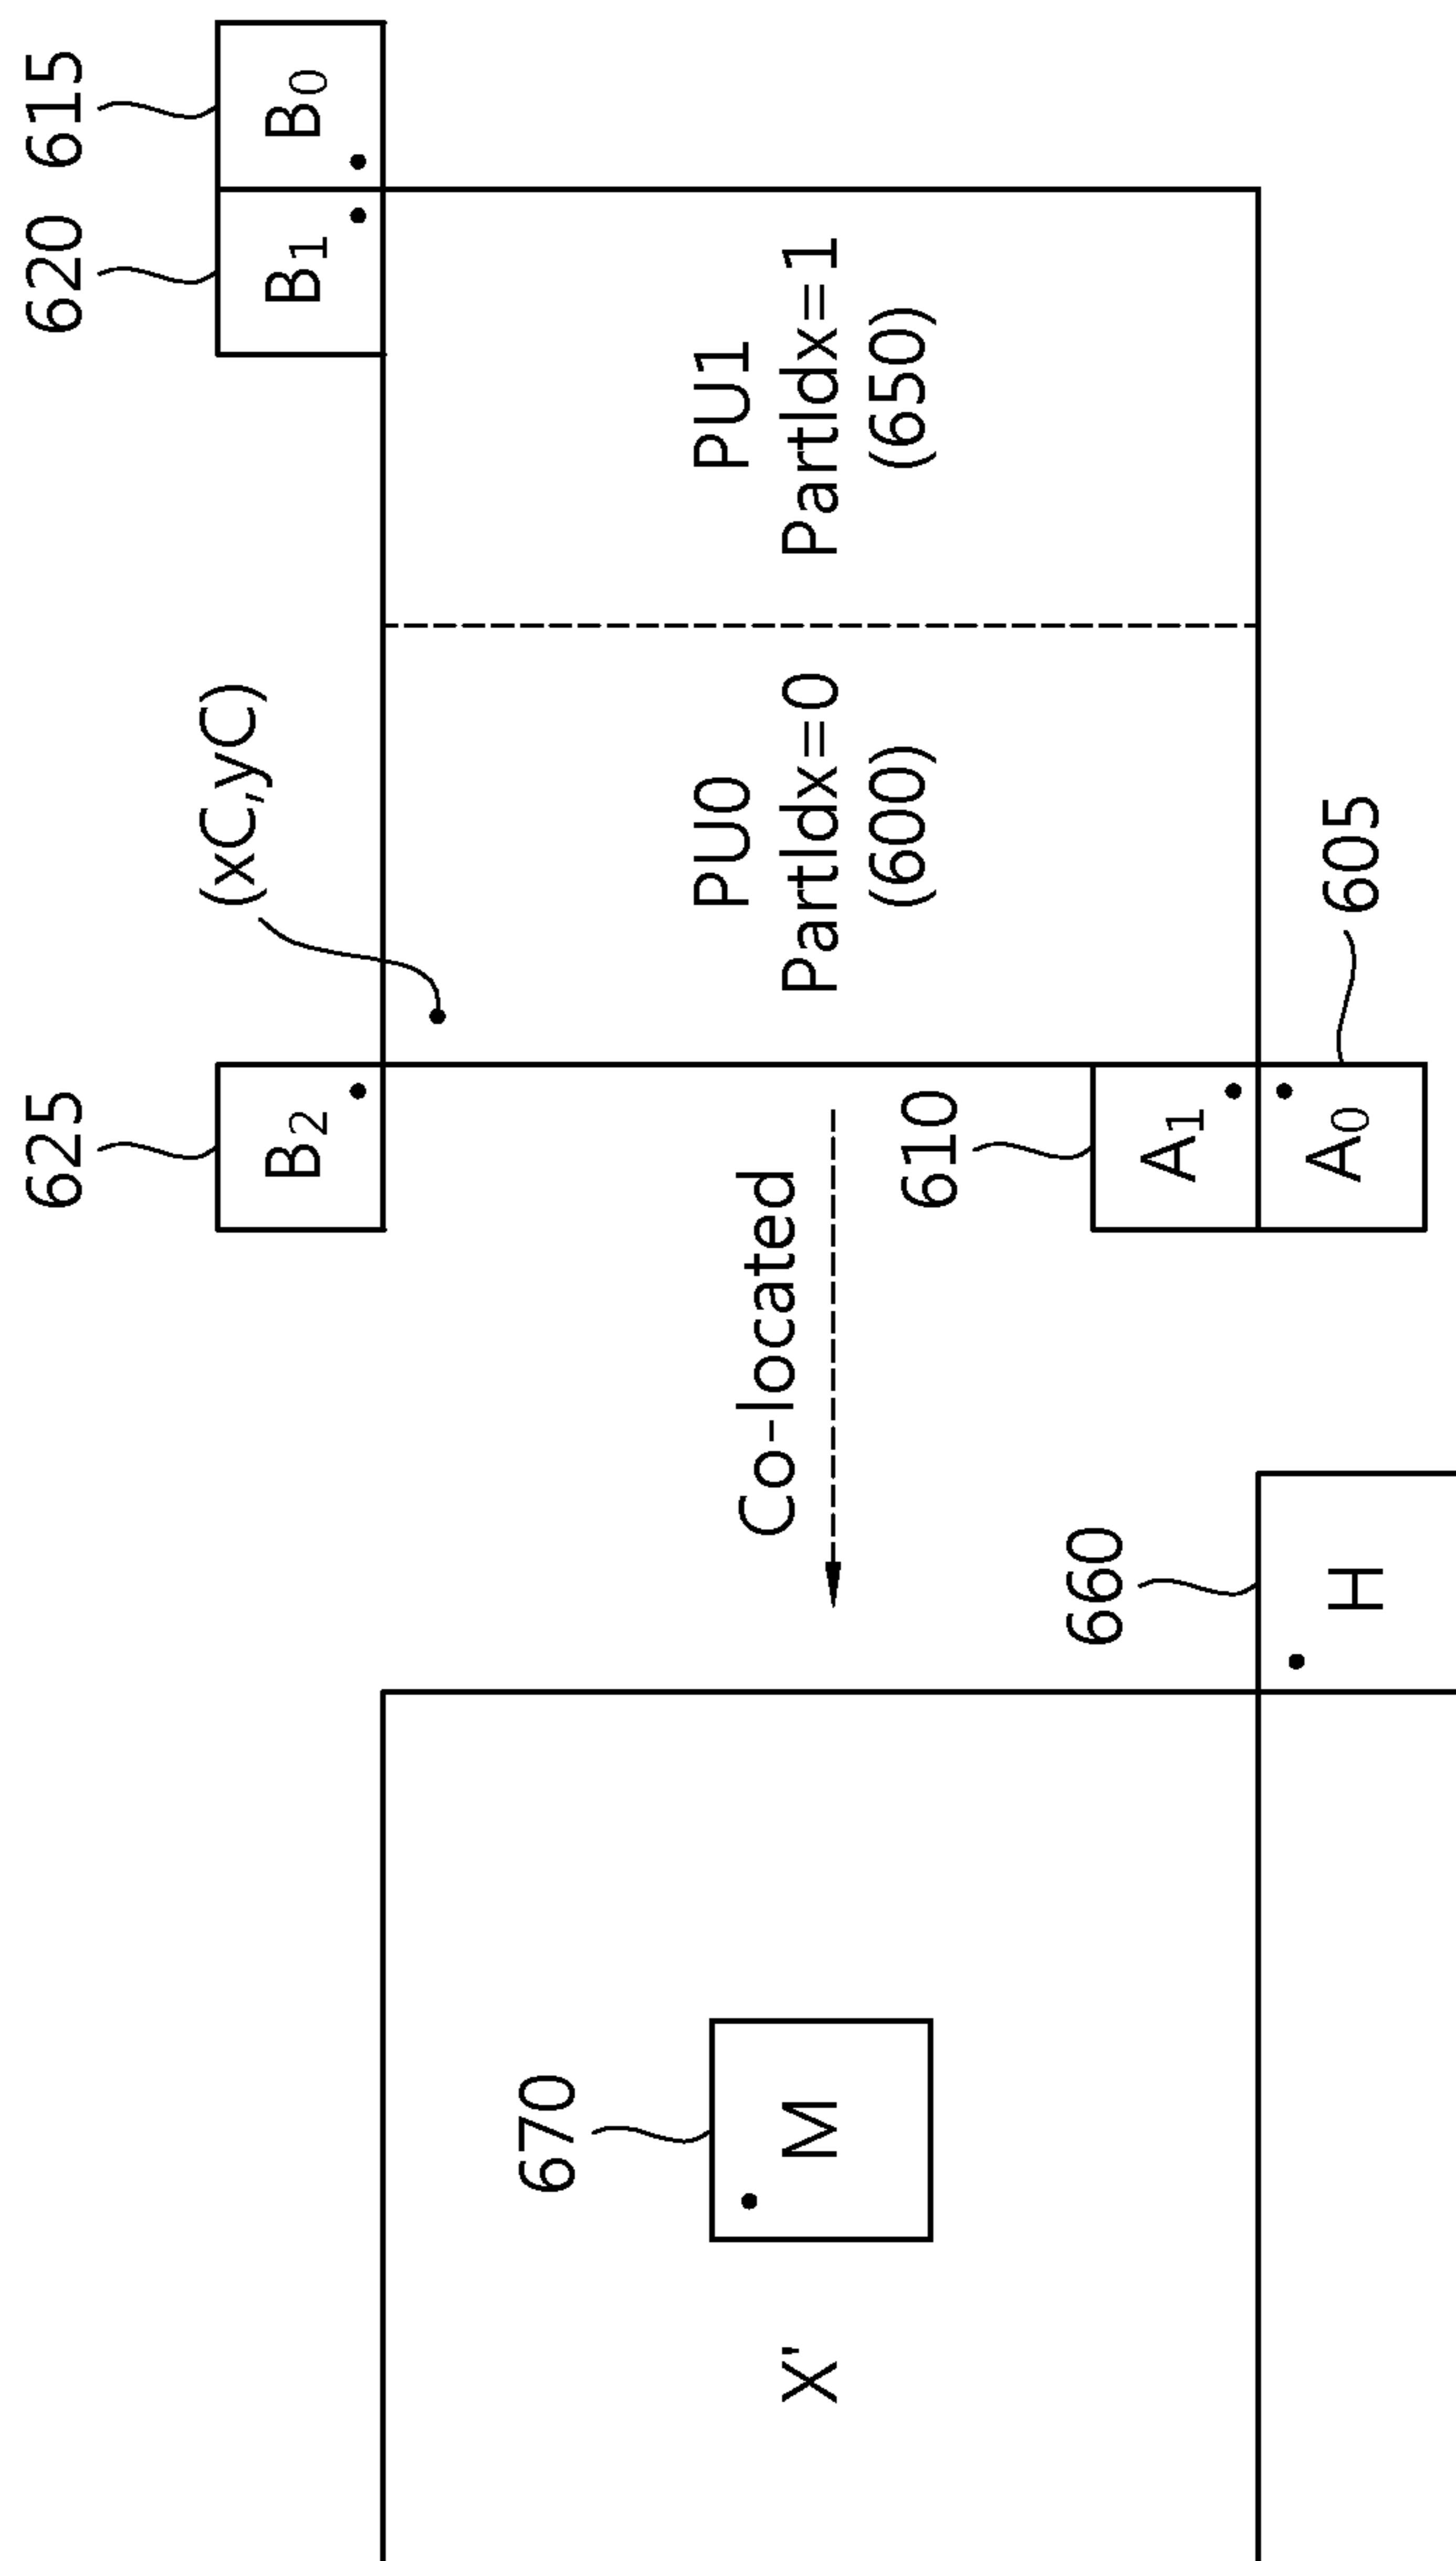 670
M
X'
660
H
Co-located
625
B₂
610
A₁
A₀
605
(xC,yC)
PU0
PartIdx=0
(600)
PU1
PartIdx=1
(650)
620
B₁
615
B₀